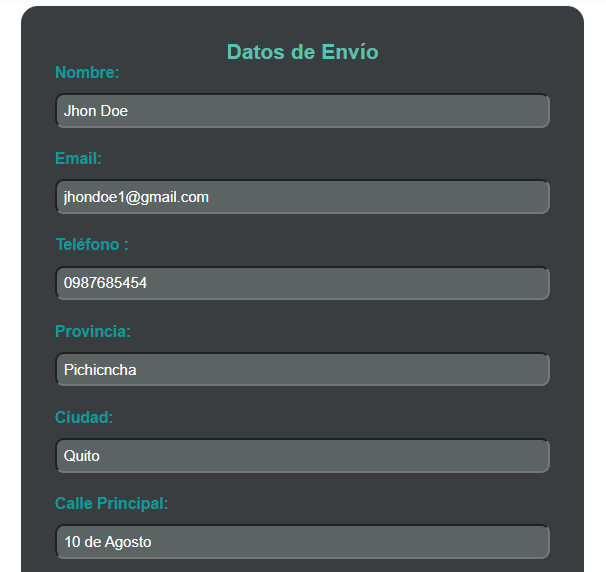 Datos de Envío
Nombre:
Jhon Doe
Email:
jhondoe1@gmail.com
Teléfono :
0987685454
Provincia:
Pichicncha
Ciudad:
Quito
Calle Principal:
10 de Agosto